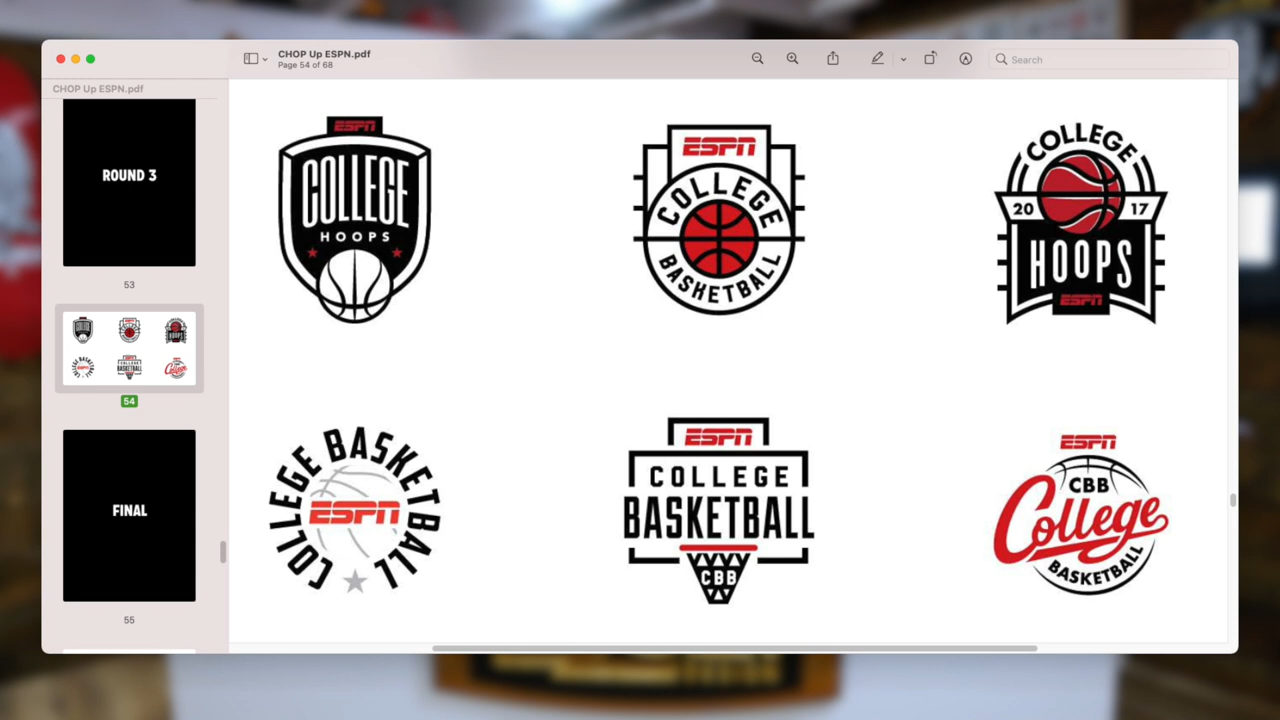 CHOP Up ESPN.pdf
Page 54 of 68
Search
CHOP Up ESPN.pdf
ROUND 3
53
54
FINAL
55
ESPN
COLLEGE
HOOPS
ESPN
COLLEGE
BASKETBALL
COLLEGE
20 17
HOOPS
ESPN
COLLEGE BASKETBALL
ESPN
ESPN
COLLEGE
BASKETBALL
CBB
ESPN
CBB
College
BASKETBALL